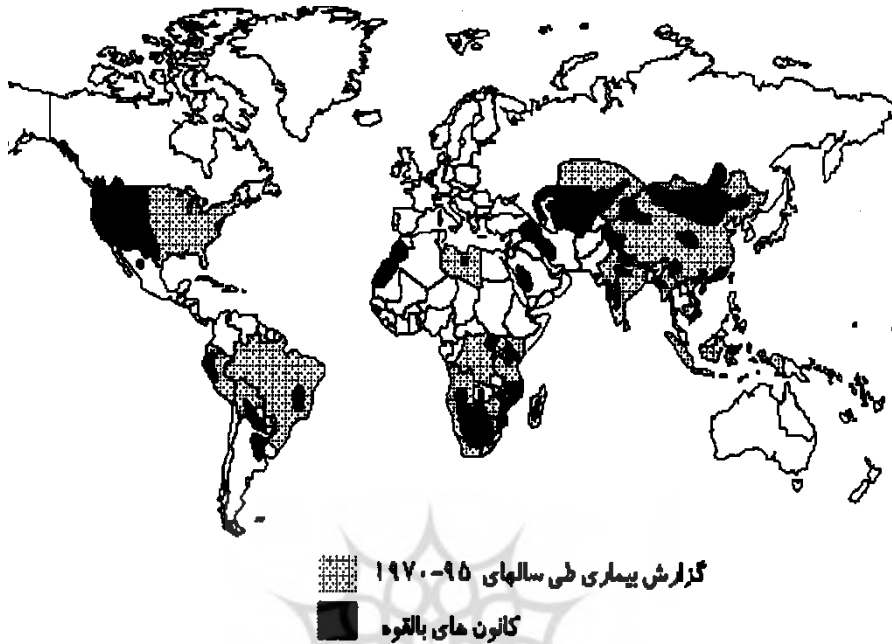 گزارش بیماری طی سالهای ۹۵-۱۹۷۰
کانون های بالقوه